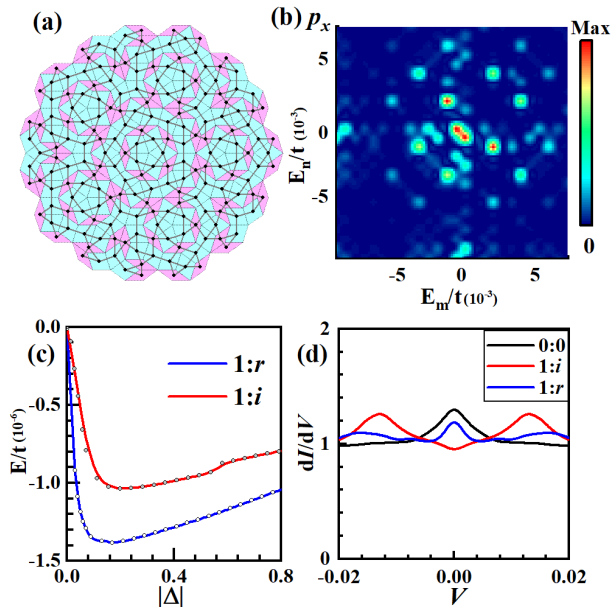 (a)
(b) p_x
Max
0
E_n/t (10⁻³)
0
-5
-5
0
5
E_m/t (10⁻³)
(c)
1:r
1:i
E/t (10⁻⁶)
0.0
-0.5
-1.0
-1.5
0.0
0.4
0.8
|Δ|
(d)
0:0
1:i
1:r
dI/dV
2
1
0
-0.02
0.00
0.02
V